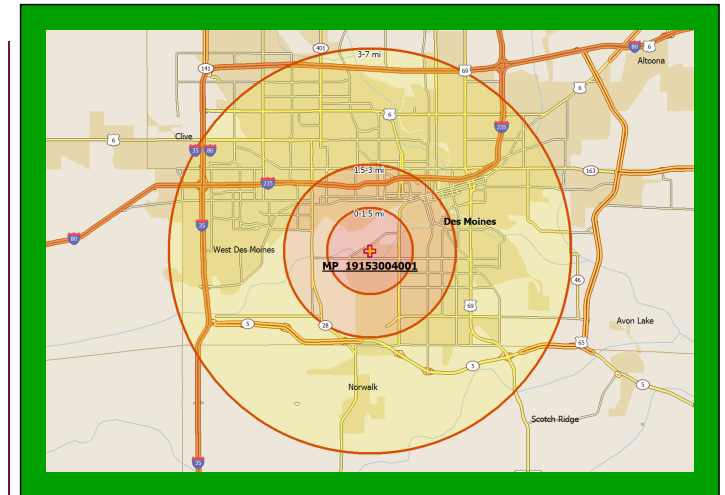 401
3-7 mi
80
6
Altoona
141
69
6
6
235
Clive
35
80
1.5-3 mi
163
235
0-1.5 mi
Des Moines
35
80
West Des Moines
MP_19153004001
46
69
5
28
Avon Lake
65
5
5
Norwalk
Scotch Ridge
35